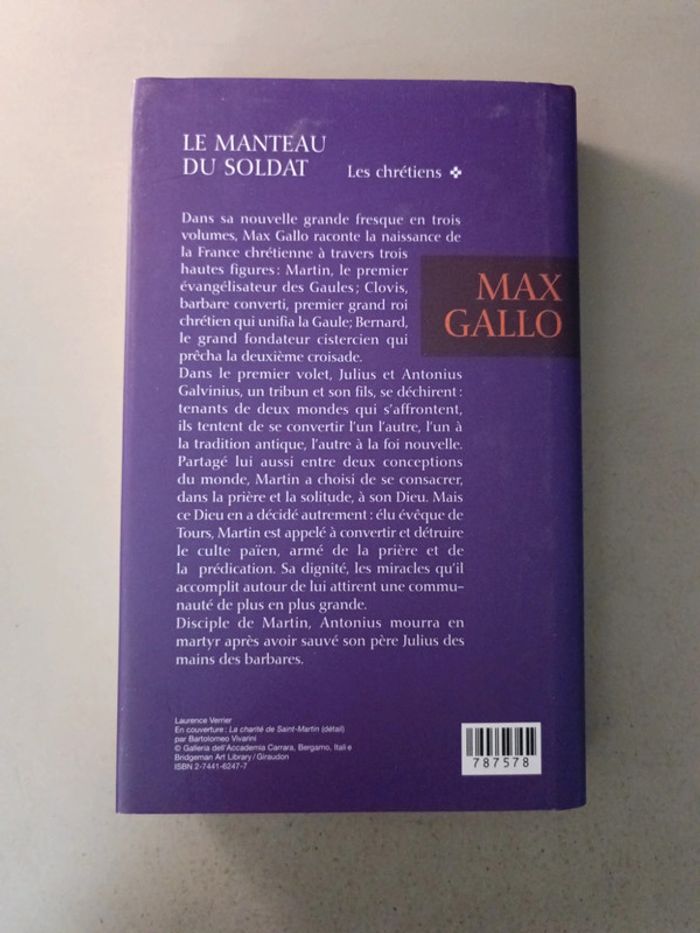 LE MANTEAU
DU SOLDAT
Les chrétiens
Dans sa nouvelle grande fresque en trois
volumes, Max Gallo raconte la naissance de
la France chrétienne à travers trois
hautes figures : Martin, le premier
évangélisateur des Gaules ; Clovis,
barbare converti, premier grand roi
chrétien qui unifia la Gaule; Bernard,
le grand fondateur cistercien qui
prêcha la deuxième croisade.
MAX
GALLO
Dans le premier volet, Julius et Antonius
Galvinius, un tribun et son fils, se déchirent :
tenants de deux mondes qui s'affrontent,
ils tentent de se convertir l'un l'autre, l'un à
la tradition antique, l'autre à la foi nouvelle.
Partagé lui aussi entre deux conceptions
du monde, Martin a choisi de se consacrer,
dans la prière et la solitude, à son Dieu. Mais
ce Dieu en a décidé autrement : élu évêque de
Tours, Martin est appelé à convertir et détruire
le culte païen, armé de la prière et de
la prédication. Sa dignité, les miracles qu'il
accomplit autour de lui attirent une commu-
nauté de plus en plus grande.
Disciple de Martin, Antonius mourra en
martyr après avoir sauvé son père Julius des
mains des barbares.
Laurence Verrier
En couverture : La charité de Saint-Martin (détail)
par Bartolomeo Vivarini
© Galleria dell'Accademia Carrara, Bergamo, Itali e
Bridgeman Art Library / Giraudon
ISBN 2-7441-6247-7
787578